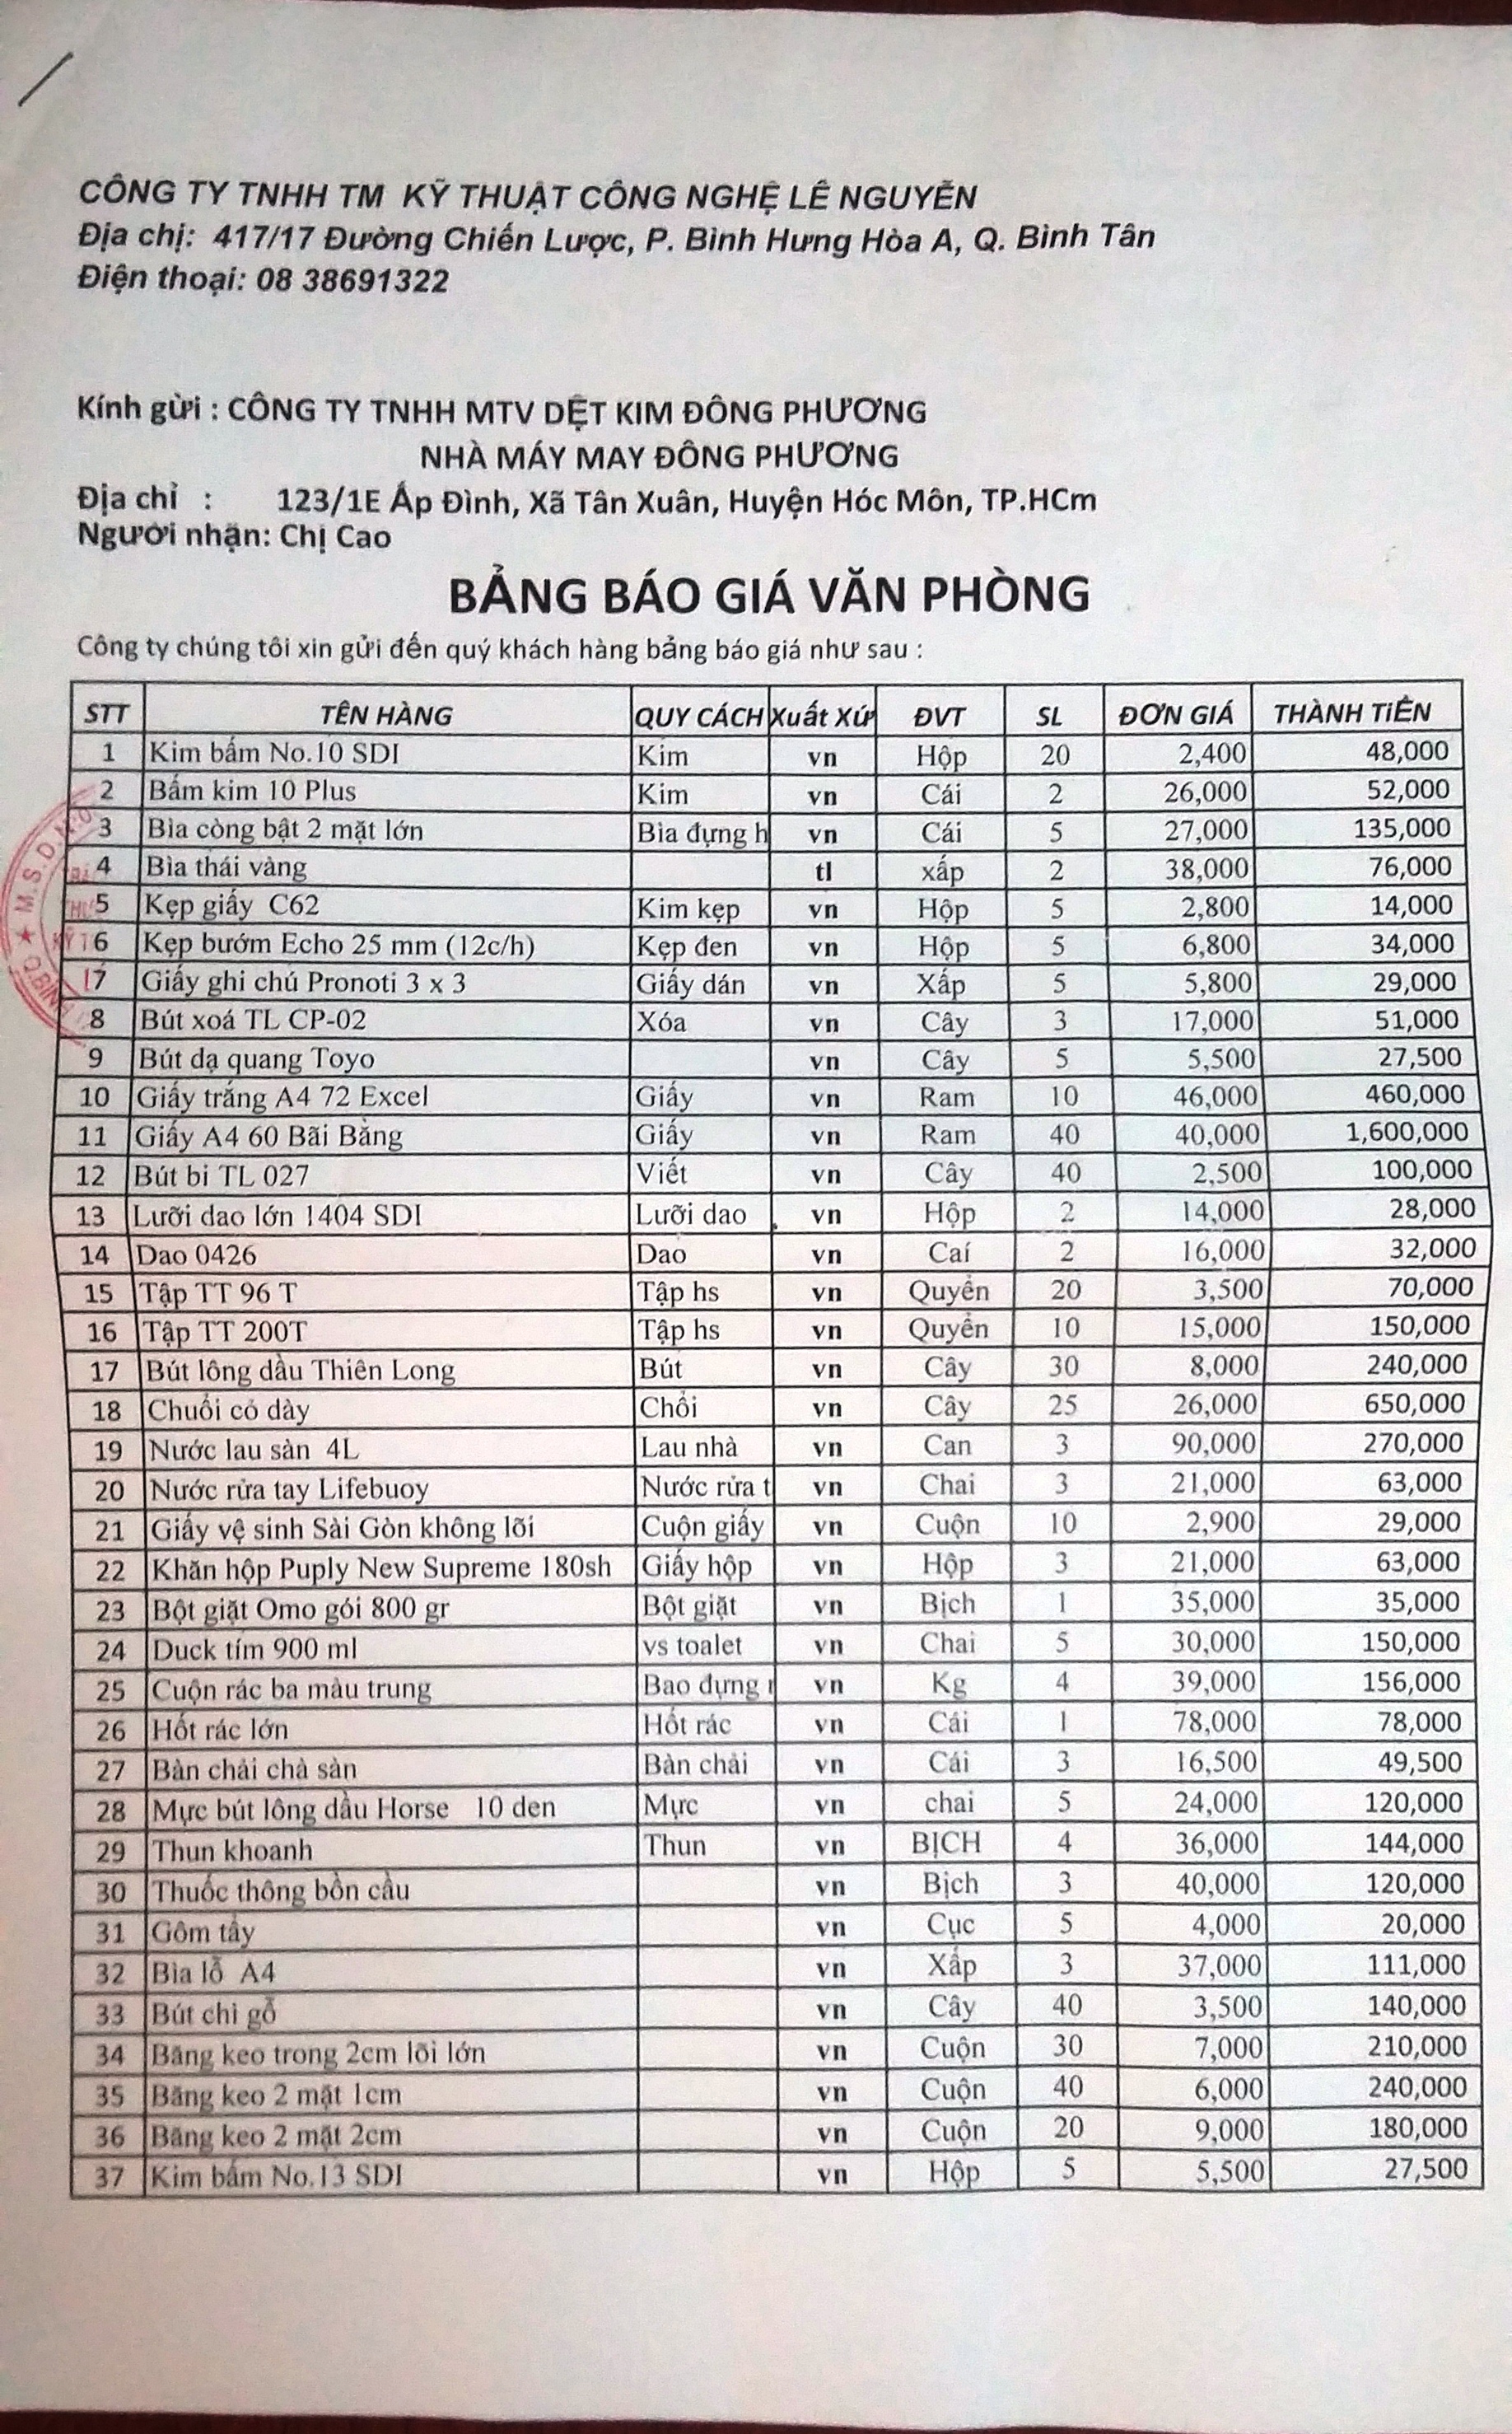 CÔNG TY TNHH TM KỸ THUẬT CÔNG NGHỆ LÊ NGUYỄN
Địa chị: 417/17 Đường Chiến Lược, P. Bình Hưng Hòa A, Q. Bình Tân
Điện thoại: 08 38691322
Kính gửi : CÔNG TY TNHH MTV DỆT KIM ĐÔNG PHƯƠNG
NHÀ MÁY MAY ĐÔNG PHƯƠNG
Địa chỉ : 123/1E Ấp Đình, Xã Tân Xuân, Huyện Hóc Môn, TP.HCm
Người nhận: Chị Cao
BẢNG BÁO GIÁ VĂN PHÒNG
Công ty chúng tôi xin gửi đến quý khách hàng bảng báo giá như sau :
STT TÊN HÀNG QUY CÁCH Xuất Xứ ĐVT SL ĐƠN GIÁ THÀNH TIỀN
1 Kim bấm No.10 SDI Kim vn Hộp 20 2,400 48,000
2 Bấm kim 10 Plus Kim vn Cái 2 26,000 52,000
3 Bìa còng bật 2 mặt lớn Bìa đựng h vn Cái 5 27,000 135,000
4 Bìa thái vàng tl xấp 2 38,000 76,000
5 Kẹp giấy C62 Kim kẹp vn Hộp 5 2,800 14,000
6 Kẹp bướm Echo 25 mm (12c/h) Kẹp đen vn Hộp 5 6,800 34,000
7 Giấy ghi chú Pronoti 3 x 3 Giấy dán vn Xấp 5 5,800 29,000
8 Bút xoá TL CP-02 Xóa vn Cây 3 17,000 51,000
9 Bút dạ quang Toyo vn Cây 5 5,500 27,500
10 Giấy trắng A4 72 Excel Giấy vn Ram 10 46,000 460,000
11 Giấy A4 60 Bãi Bằng Giấy vn Ram 40 40,000 1,600,000
12 Bút bi TL 027 Viết vn Cây 40 2,500 100,000
13 Lưỡi dao lớn 1404 SDI Lưỡi dao vn Hộp 2 14,000 28,000
14 Dao 0426 Dao vn Cái 2 16,000 32,000
15 Tập TT 96 T Tập hs vn Quyển 20 3,500 70,000
16 Tập TT 200T Tập hs vn Quyển 10 15,000 150,000
17 Bút lông dầu Thiên Long Bút vn Cây 30 8,000 240,000
18 Chuổi cỏ dày Chổi vn Cây 25 26,000 650,000
19 Nước lau sàn 4L Lau nhà vn Can 3 90,000 270,000
20 Nước rửa tay Lifebuoy Nước rửa t vn Chai 3 21,000 63,000
21 Giấy vệ sinh Sài Gòn không lõi Cuộn giấy vn Cuộn 10 2,900 29,000
22 Khăn hộp Puply New Supreme 180sh Giấy hộp vn Hộp 3 21,000 63,000
23 Bột giặt Omo gói 800 gr Bột giặt vn Bịch 1 35,000 35,000
24 Duck tím 900 ml vs toalet vn Chai 5 30,000 150,000
25 Cuộn rác ba màu trung Bao đựng r vn Kg 4 39,000 156,000
26 Hốt rác lớn Hốt rác vn Cái 1 78,000 78,000
27 Bàn chải chà sàn Bàn chải vn Cái 3 16,500 49,500
28 Mực bút lông dầu Horse 10 đen Mực vn chai 5 24,000 120,000
29 Thun khoanh Thun vn BỊCH 4 36,000 144,000
30 Thuốc thông bồn cầu vn Bịch 3 40,000 120,000
31 Gôm tẩy vn Cục 5 4,000 20,000
32 Bìa lỗ A4 vn Xấp 3 37,000 111,000
33 Bút chì gỗ vn Cây 40 3,500 140,000
34 Băng keo trong 2cm lõi lớn vn Cuộn 30 7,000 210,000
35 Băng keo 2 mặt 1cm vn Cuộn 40 6,000 240,000
36 Băng keo 2 mặt 2cm vn Cuộn 20 9,000 180,000
37 Kim bấm No.13 SDI vn Hộp 5 5,500 27,500
★ M.S.D.N:0